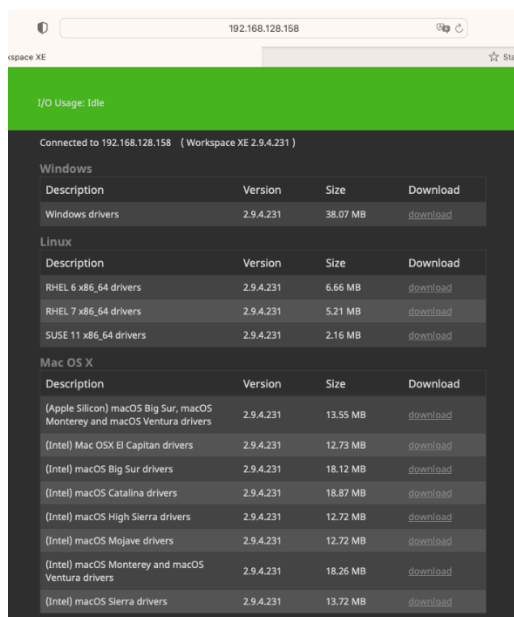 192.168.128.158
kspace XE
Sta
I/O Usage: Idle
Connected to 192.168.128.158 ( Workspace XE 2.9.4.231 )
Windows
Description Version Size Download
Windows drivers 2.9.4.231 38.07 MB download
Linux
Description Version Size Download
RHEL 6 x86_64 drivers 2.9.4.231 6.66 MB download
RHEL 7 x86_64 drivers 2.9.4.231 5.21 MB download
SUSE 11 x86_64 drivers 2.9.4.231 2.16 MB download
Mac OS X
Description Version Size Download
(Apple Silicon) macOS Big Sur, macOS
Monterey and macOS Ventura drivers 2.9.4.231 13.55 MB download
(Intel) Mac OSX El Capitan drivers 2.9.4.231 12.73 MB download
(Intel) macOS Big Sur drivers 2.9.4.231 18.12 MB download
(Intel) macOS Catalina drivers 2.9.4.231 18.87 MB download
(Intel) macOS High Sierra drivers 2.9.4.231 12.72 MB download
(Intel) macOS Mojave drivers 2.9.4.231 12.72 MB download
(Intel) macOS Monterey and macOS
Ventura drivers 2.9.4.231 18.26 MB download
(Intel) macOS Sierra drivers 2.9.4.231 13.72 MB download